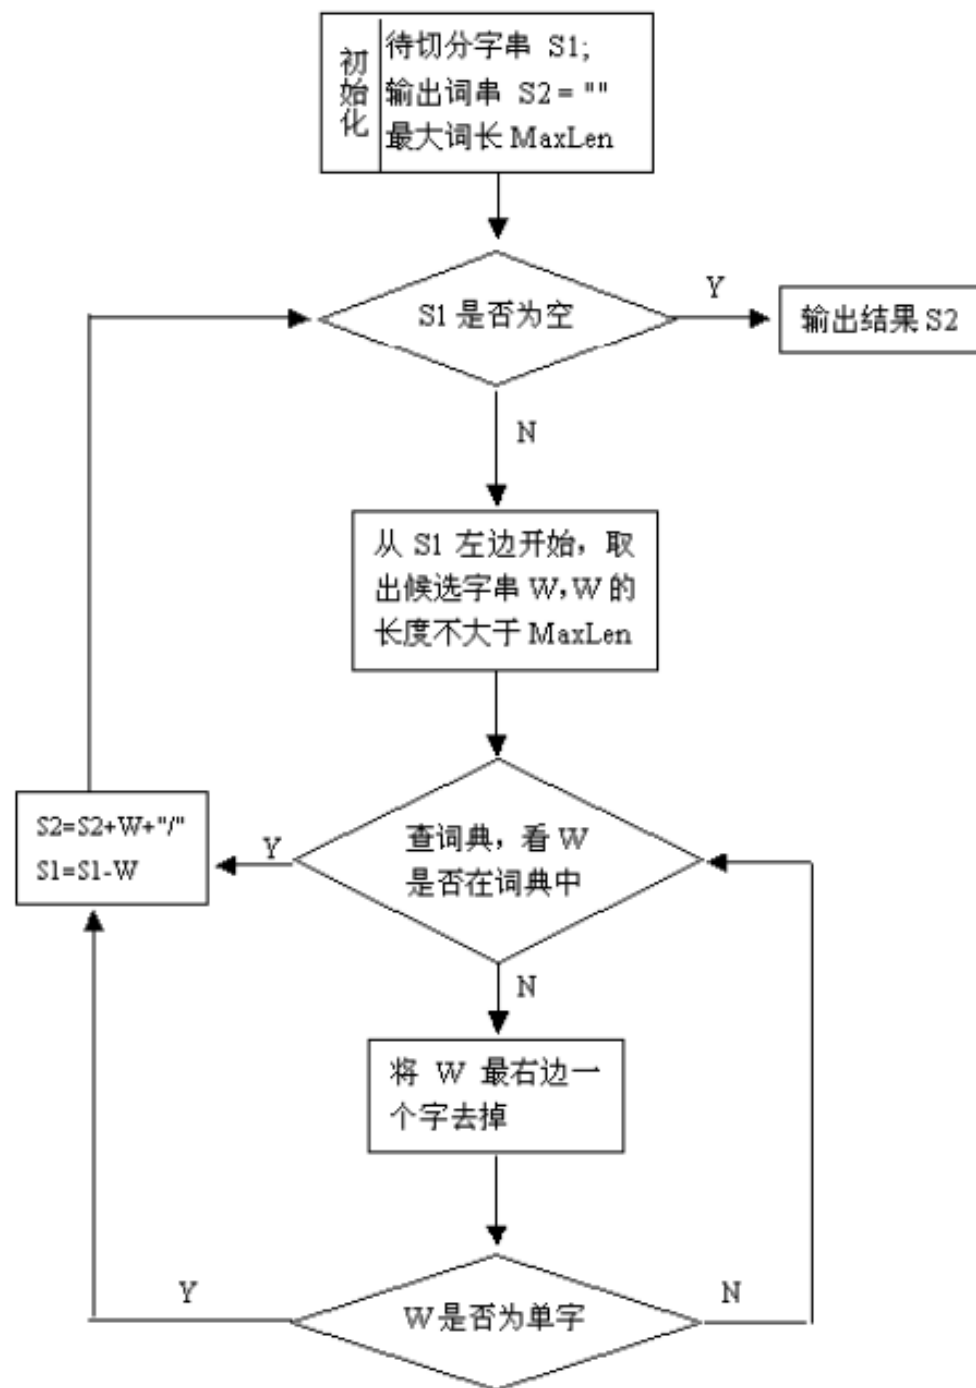 初始化
待切分字串 S1;
输出词串 S2 = ""
最大词长 MaxLen
S1 是否为空
Y
输出结果 S2
N
从 S1 左边开始，取
出候选字串 W，W 的
长度不大于 MaxLen
S2=S2+W+"/"
S1=S1-W
Y
查词典，看 W
是否在词典中
N
将 W 最右边一
个字去掉
Y
W 是否为单字
N